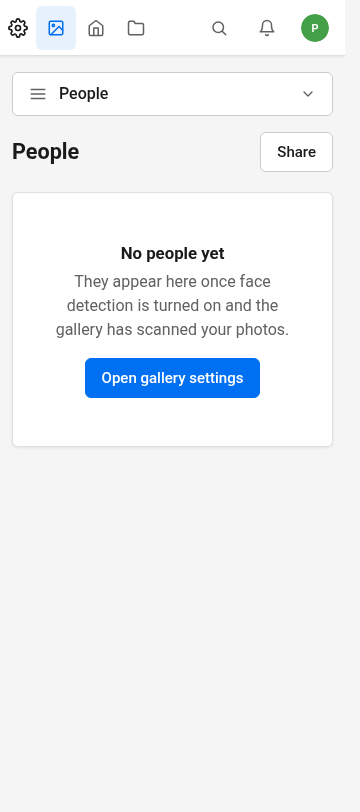 P
People
People
Share
No people yet
They appear here once face
detection is turned on and the
gallery has scanned your photos.
Open gallery settings